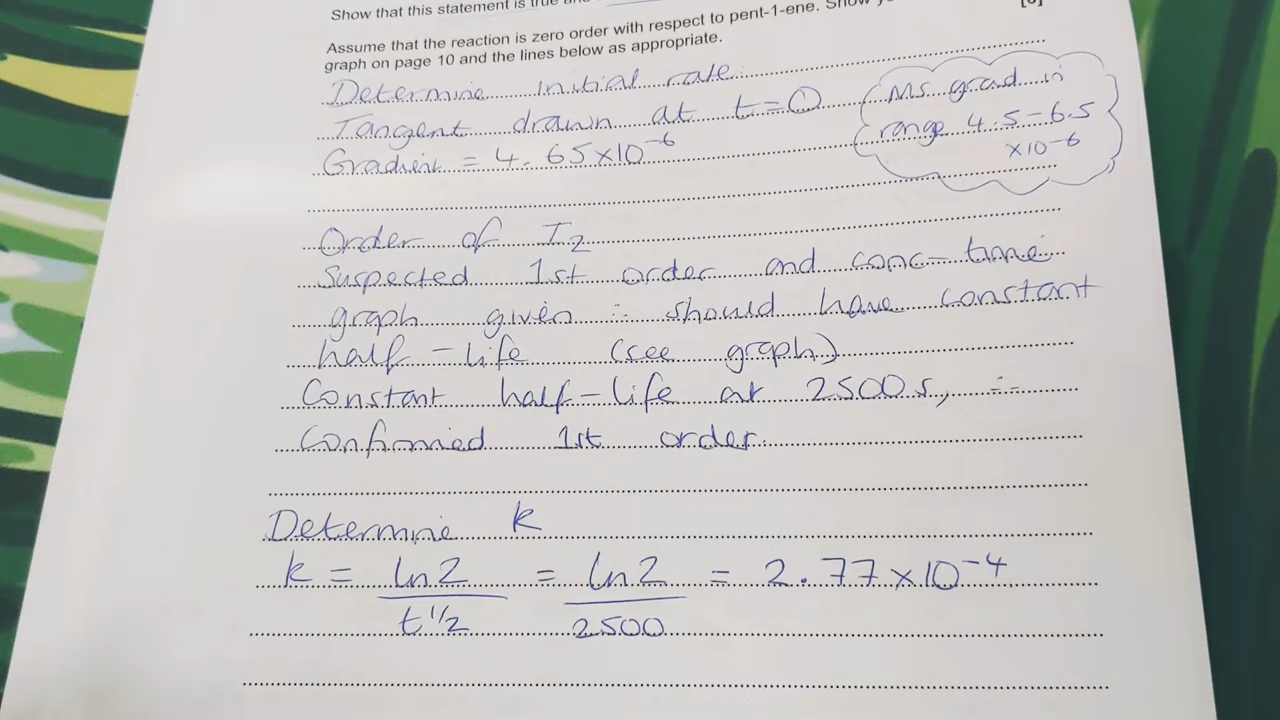 Show that this statement is true and
[6]
Assume that the reaction is zero order with respect to pent-1-ene. Show
graph on page 10 and the lines below as appropriate.
Determine Initial rate
Tangent drawn at t=0
Gradient = 4.65×10⁻⁶
MS grad in
range 4.5-6.5
×10⁻⁶
Order of I₂
Suspected 1st order and conc-time
graph given ∴ should have constant
half-life (see graph)
Constant half-life at 2500s, ∴
confirmed 1st order.
Determine k
k = ln2 / t½ = ln2 / 2500 = 2.77×10⁻⁴